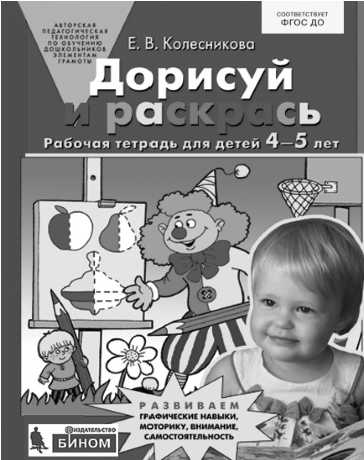 АВТОРСКАЯ
ПЕДАГОГИЧЕСКАЯ
ТЕХНОЛОГИЯ
ПО ОБУЧЕНИЮ
ДОШКОЛЬНИКОВ
ЭЛЕМЕНТАМ
ГРАМОТЫ
СООТВЕТСТВУЕТ
ФГОС ДО
Е. В. Колесникова
Дорисуй
и раскрась
Рабочая тетрадь для детей 4–5 лет
РАЗВИВАЕМ
ГРАФИЧЕСКИЕ НАВЫКИ,
МОТОРИКУ, ВНИМАНИЕ,
САМОСТОЯТЕЛЬНОСТЬ
ИЗДАТЕЛЬСТВО
БИНОМ